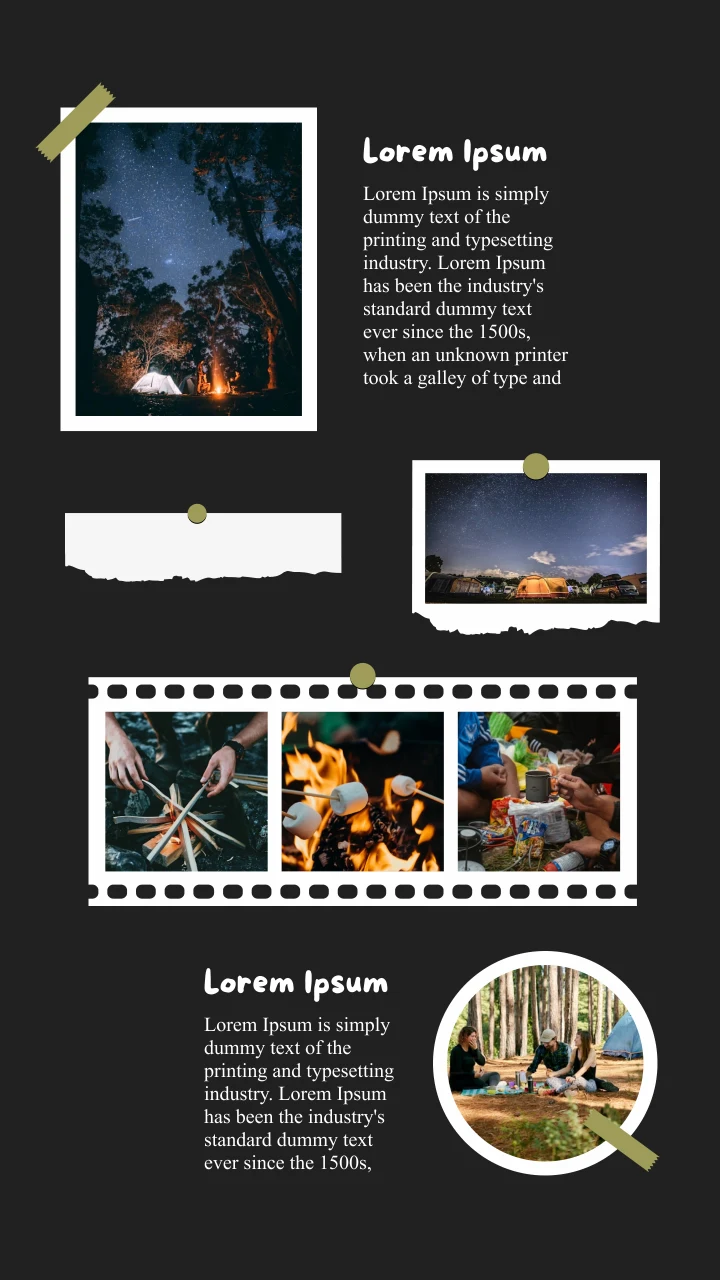 Lorem Ipsum
Lorem Ipsum is simply
dummy text of the
printing and typesetting
industry. Lorem Ipsum
has been the industry's
standard dummy text
ever since the 1500s,
when an unknown printer
took a galley of type and
Lorem Ipsum
Lorem Ipsum is simply
dummy text of the
printing and typesetting
industry. Lorem Ipsum
has been the industry's
standard dummy text
ever since the 1500s,